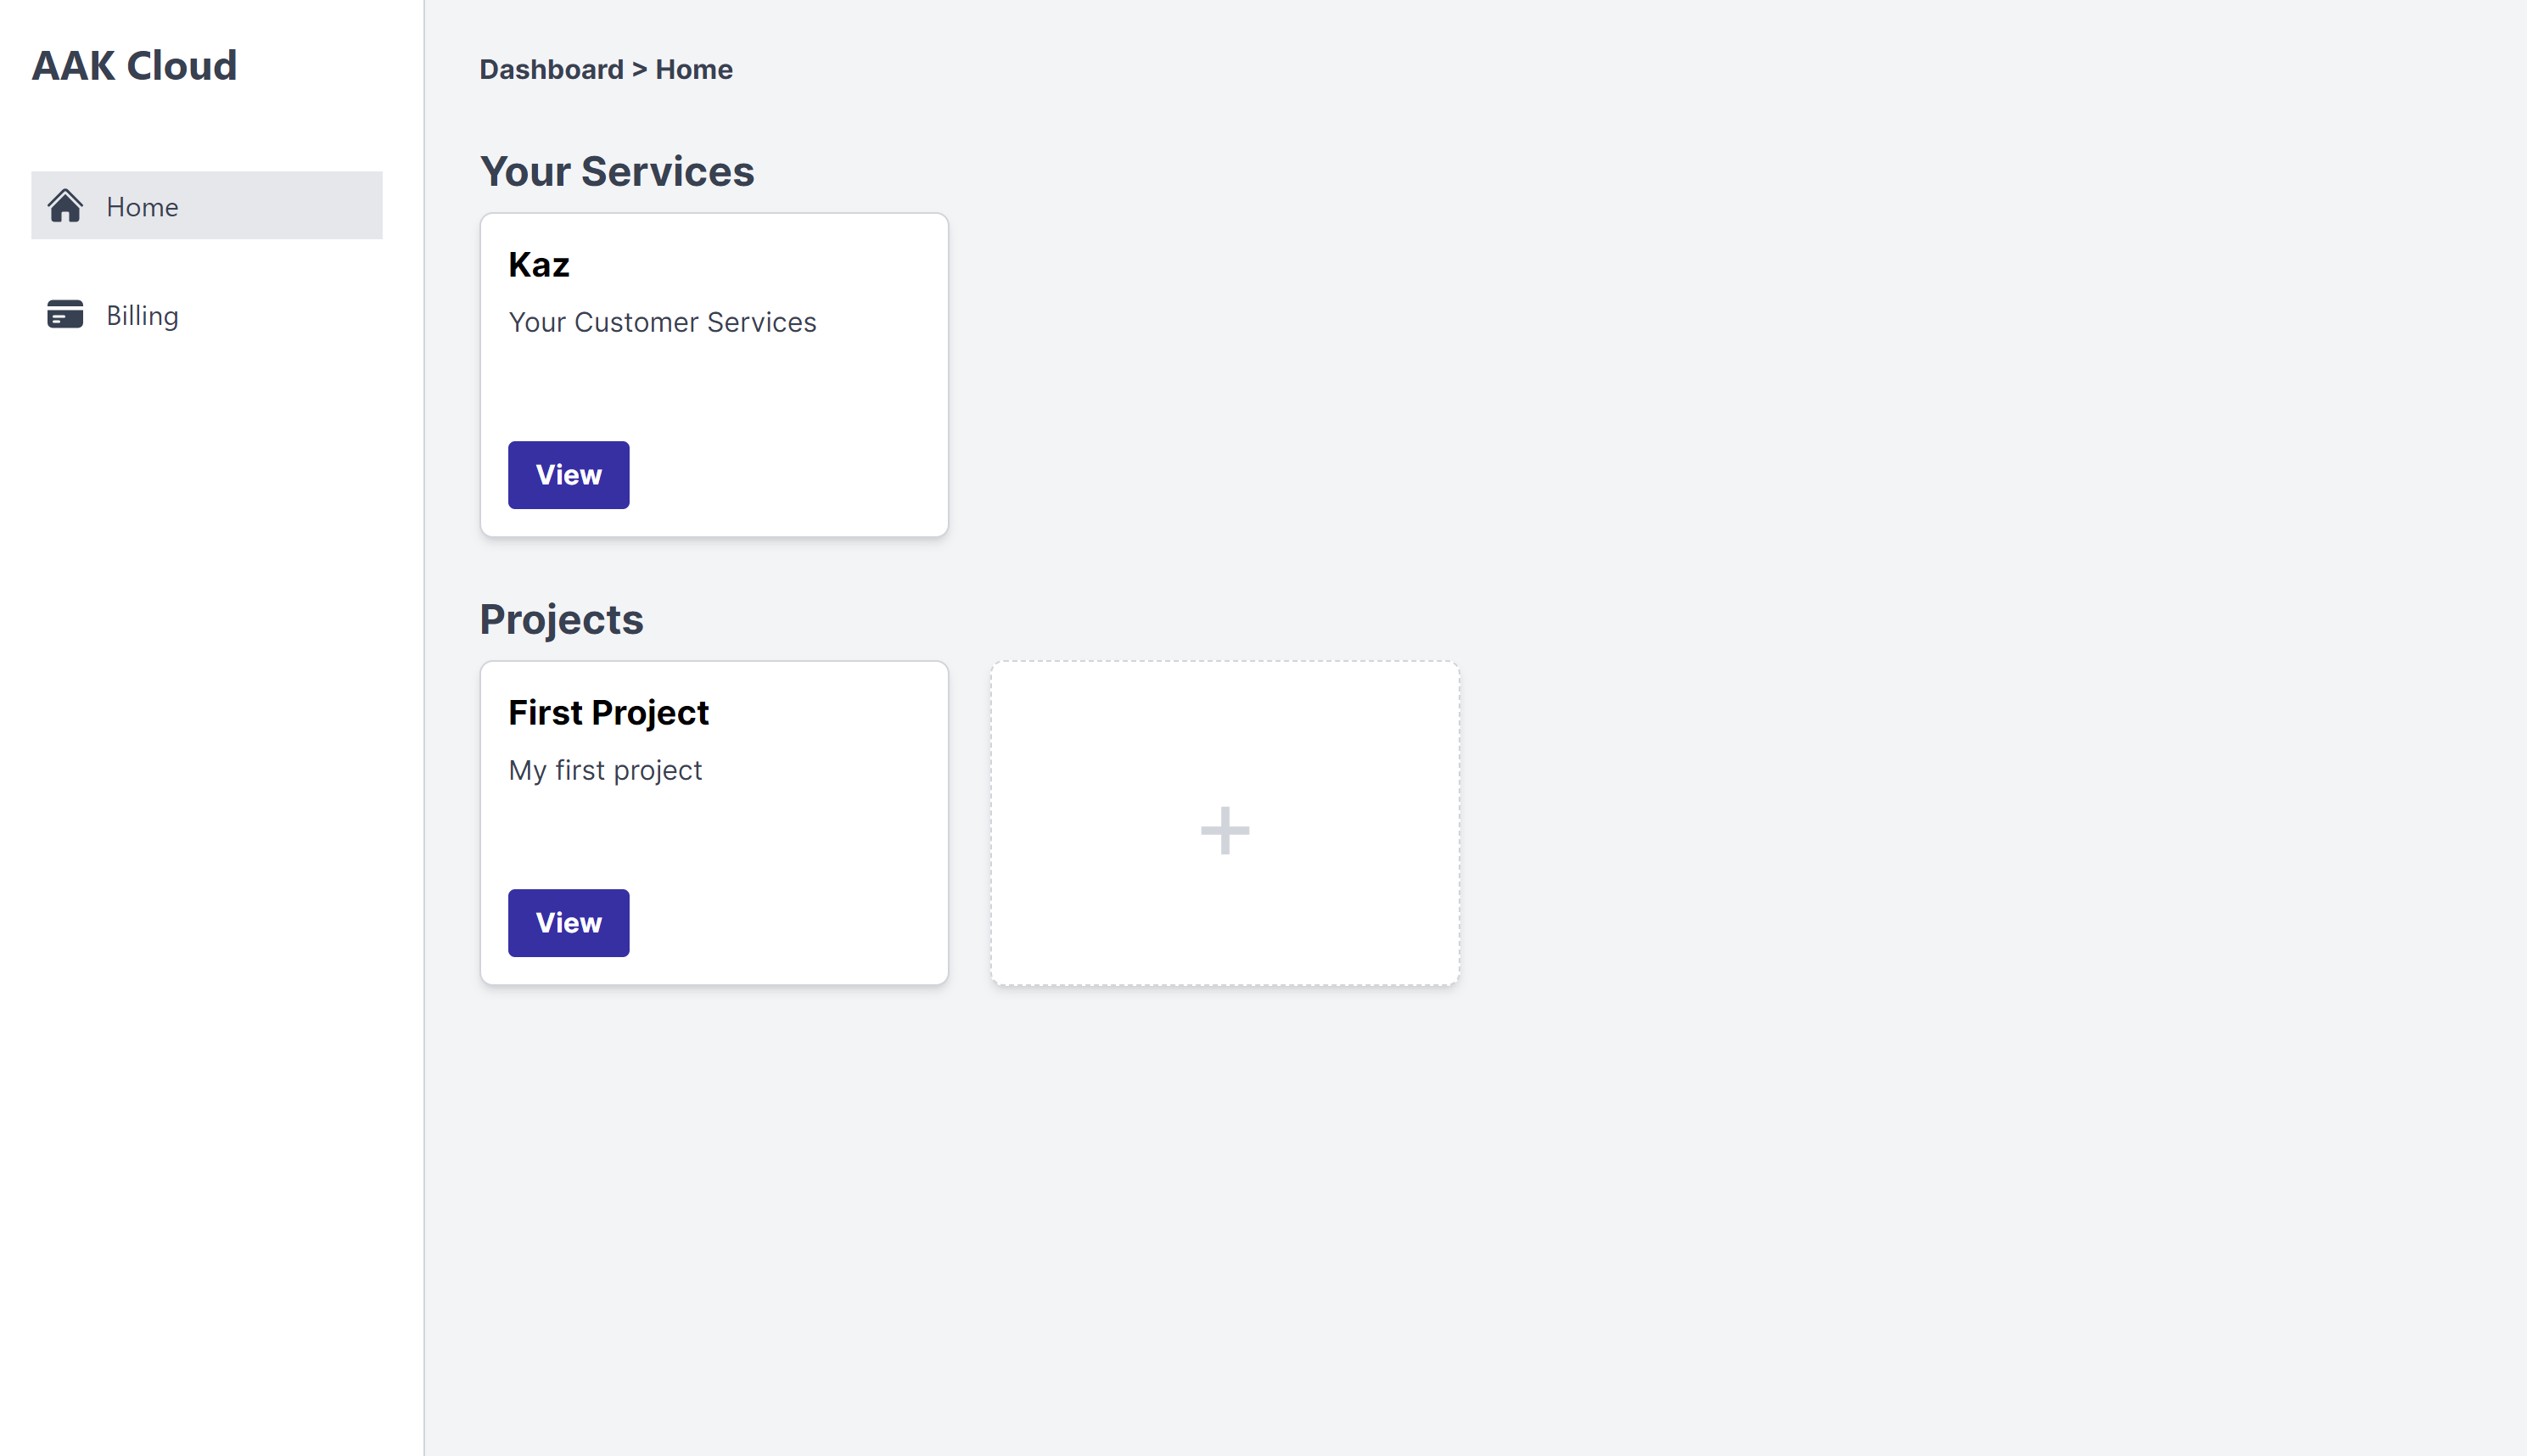 AAK Cloud
Home
Billing
Dashboard > Home
Your Services
Kaz
Your Customer Services
View
Projects
First Project
My first project
View